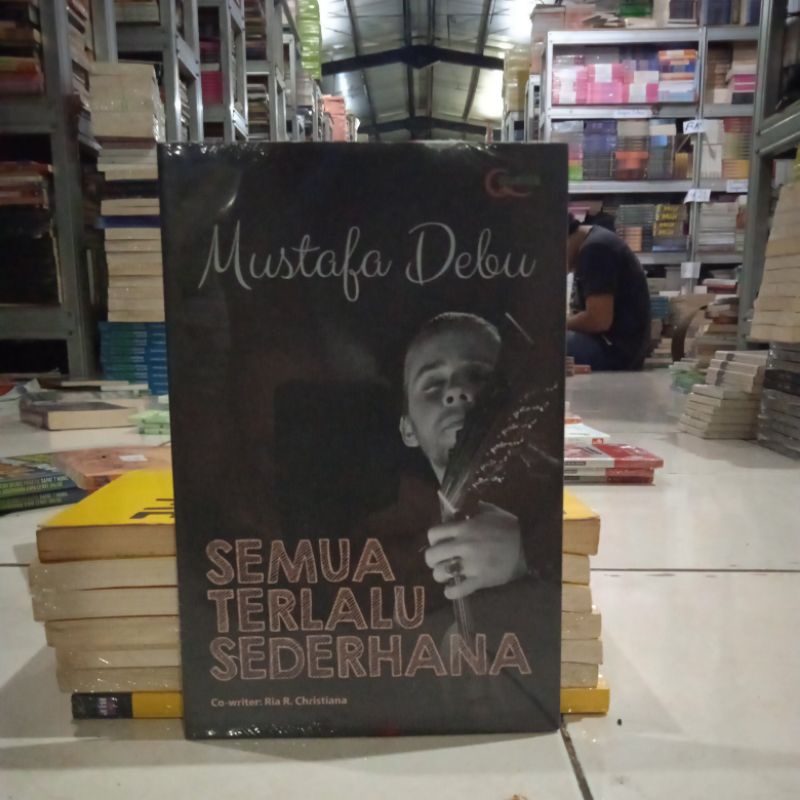 Mustafa Debu
SEMUA
TERLALU
SEDERHANA
Co-writer: Ria R. Christiana